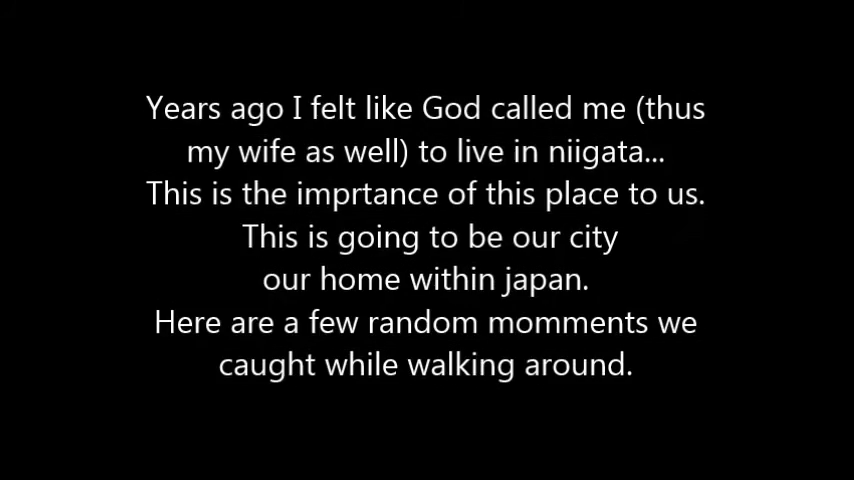 Years ago I felt like God called me (thus
my wife as well) to live in niigata...
This is the imprtance of this place to us.
This is going to be our city
our home within japan.
Here are a few random momments we
caught while walking around.